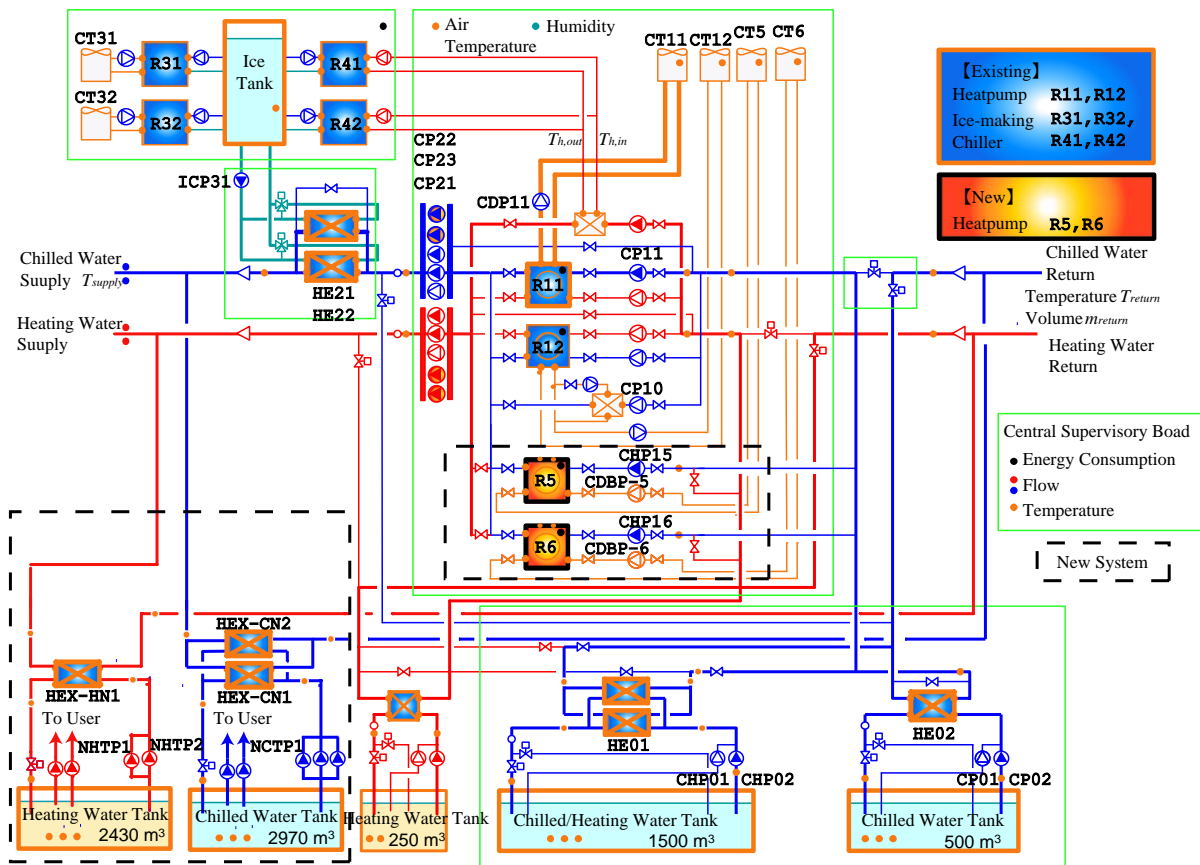 Air
Temperature
Humidity
CT31
R31
Ice
Tank
R41
CT32
R32
R42
CT11
CT12
CT5
CT6
【Existing】
Heatpump R11,R12
Ice-making R31,R32,
Chiller R41,R42
【New】
Heatpump R5,R6
Th,out
Th,in
CP22
CP23
CP21
ICP31
CDP11
CP11
R11
R12
CP10
HE21
HE22
Chilled Water
Supply Tsupply
Heating Water
Suuply
Chilled Water
Return
Temperature Treturn
Volume mreturn
Heating Water
Return
CHP15
R5
CDBP-5
CHP16
R6
CDBP-6
Central Supervisory Boad
Energy Consumption
Flow
Temperature
New System
HEX-CN2
HEX-HN1
HEX-CN1
To User
To User
NHTP1
NHTP2
NCTP1
HE01
HE02
CHP01
CHP02
CP01
CP02
Heating Water Tank
2430 m³
Chilled Water Tank
2970 m³
Heating Water Tank
250 m³
Chilled/Heating Water Tank
1500 m³
Chilled Water Tank
500 m³